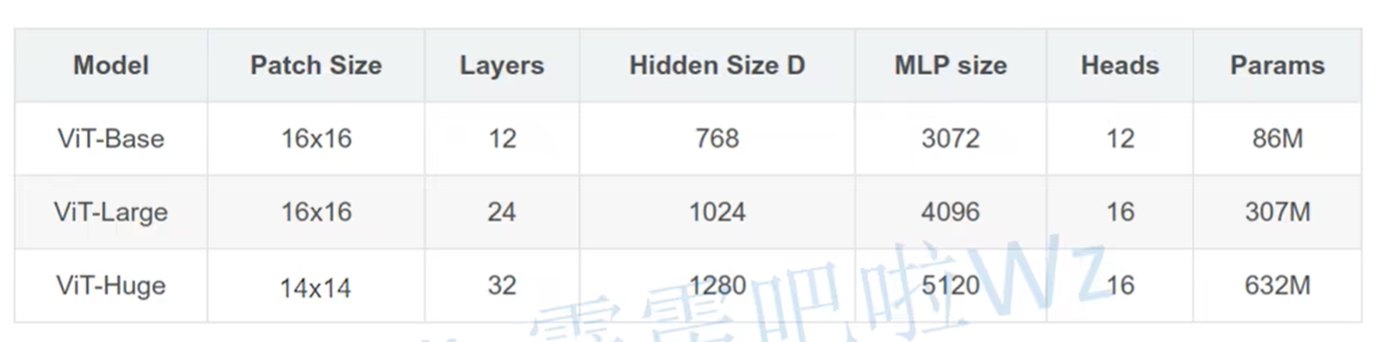 Model Patch Size Layers Hidden Size D MLP size Heads Params
ViT-Base 16x16 12 768 3072 12 86M
ViT-Large 16x16 24 1024 4096 16 307M
ViT-Huge 14x14 32 1280 5120 16 632M
霹雳吧啦Wz